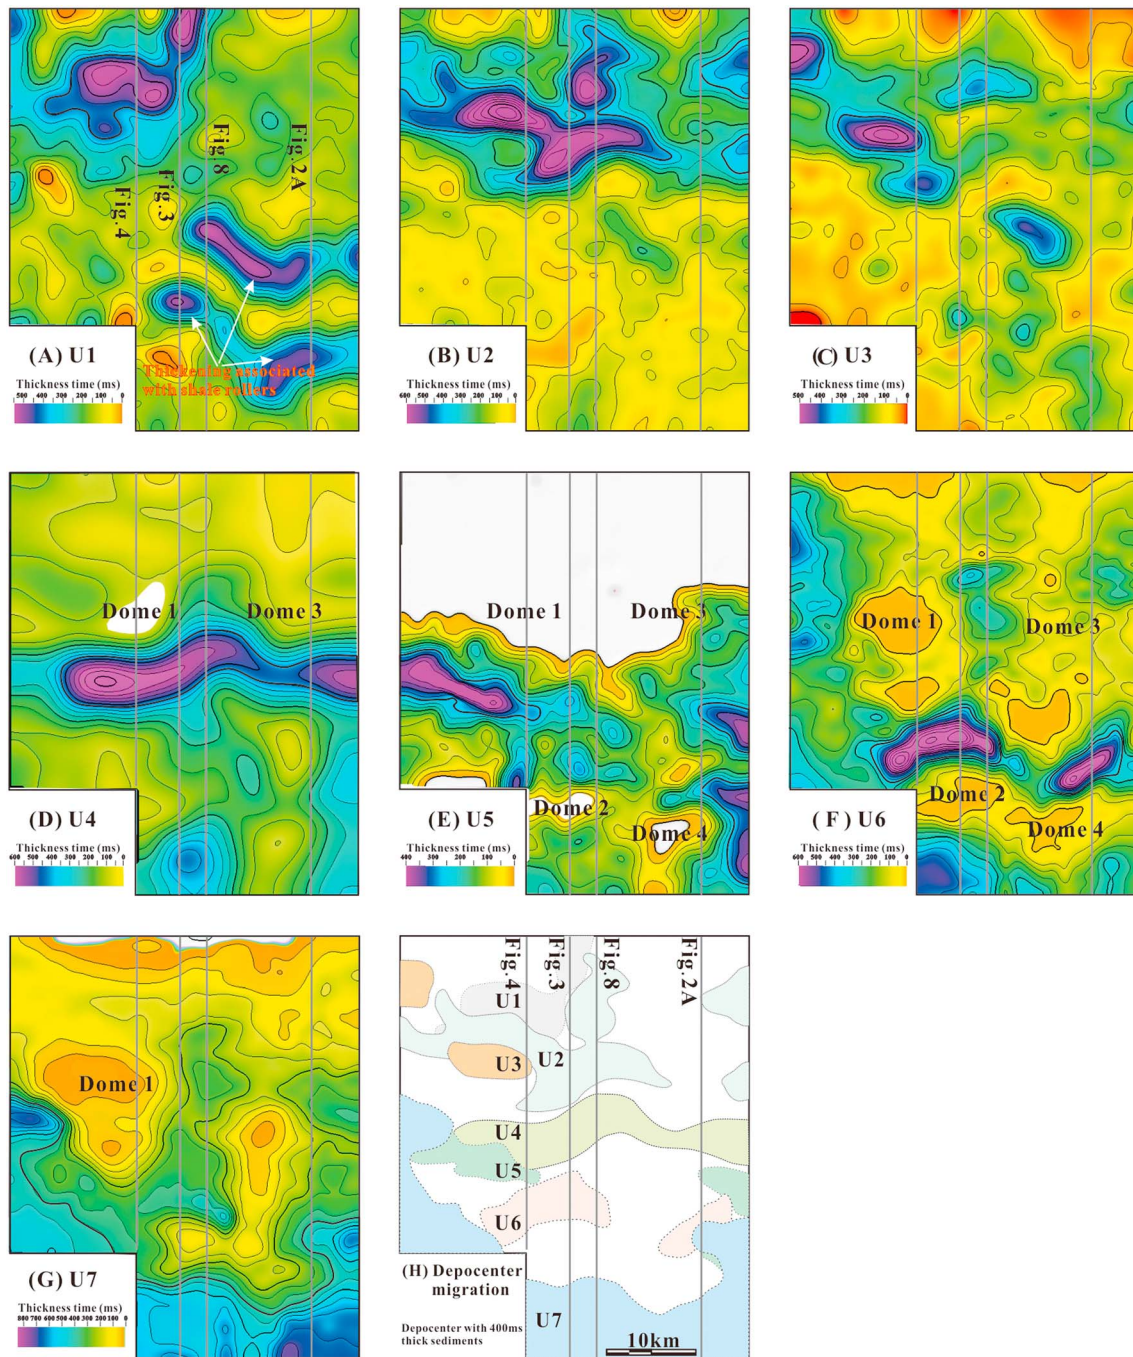 Fig.4
Fig.3
Fig.8
Fig.2A
(A) U1
Thickness time (ms)
500 400 300 200 100 0
Thickening associated
with shale rollers
(B) U2
Thickness time (ms)
600 500 400 300 200 100 0
(C) U3
Thickness time (ms)
500 400 300 200 100 0
Dome 1
Dome 3
(D) U4
Thickness time (ms)
600 500 400 300 200 100 0
Dome 1
Dome 3
Dome 2
Dome 4
(E) U5
Thickness time (ms)
400 300 200 100 0
Dome 1
Dome 3
Dome 2
Dome 4
(F) U6
Thickness time (ms)
600 500 400 300 200 100 0
Dome 1
(G) U7
Thickness time (ms)
800 700 600 500 400 300 200 100 0
Fig.4
Fig.3
Fig.8
Fig.2A
U1
U2
U3
U4
U5
U6
(H) Depocenter
migration
U7
Depocenter with 400ms
thick sediments
10km